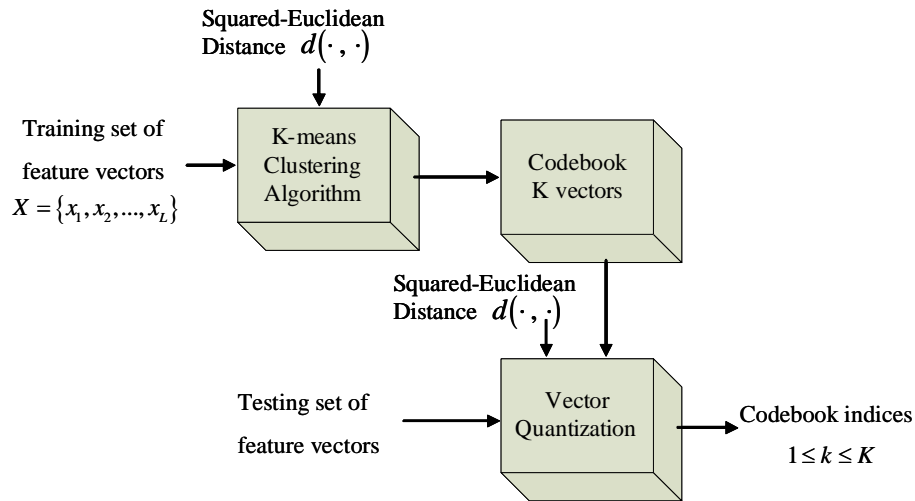 Squared-Euclidean
Distance d(· , ·)
Training set of
feature vectors
X = {x₁, x₂, ..., x_L}
K-means
Clustering
Algorithm
Codebook
K vectors
Squared-Euclidean
Distance d(· , ·)
Testing set of
feature vectors
Vector
Quantization
Codebook indices
1 ≤ k ≤ K